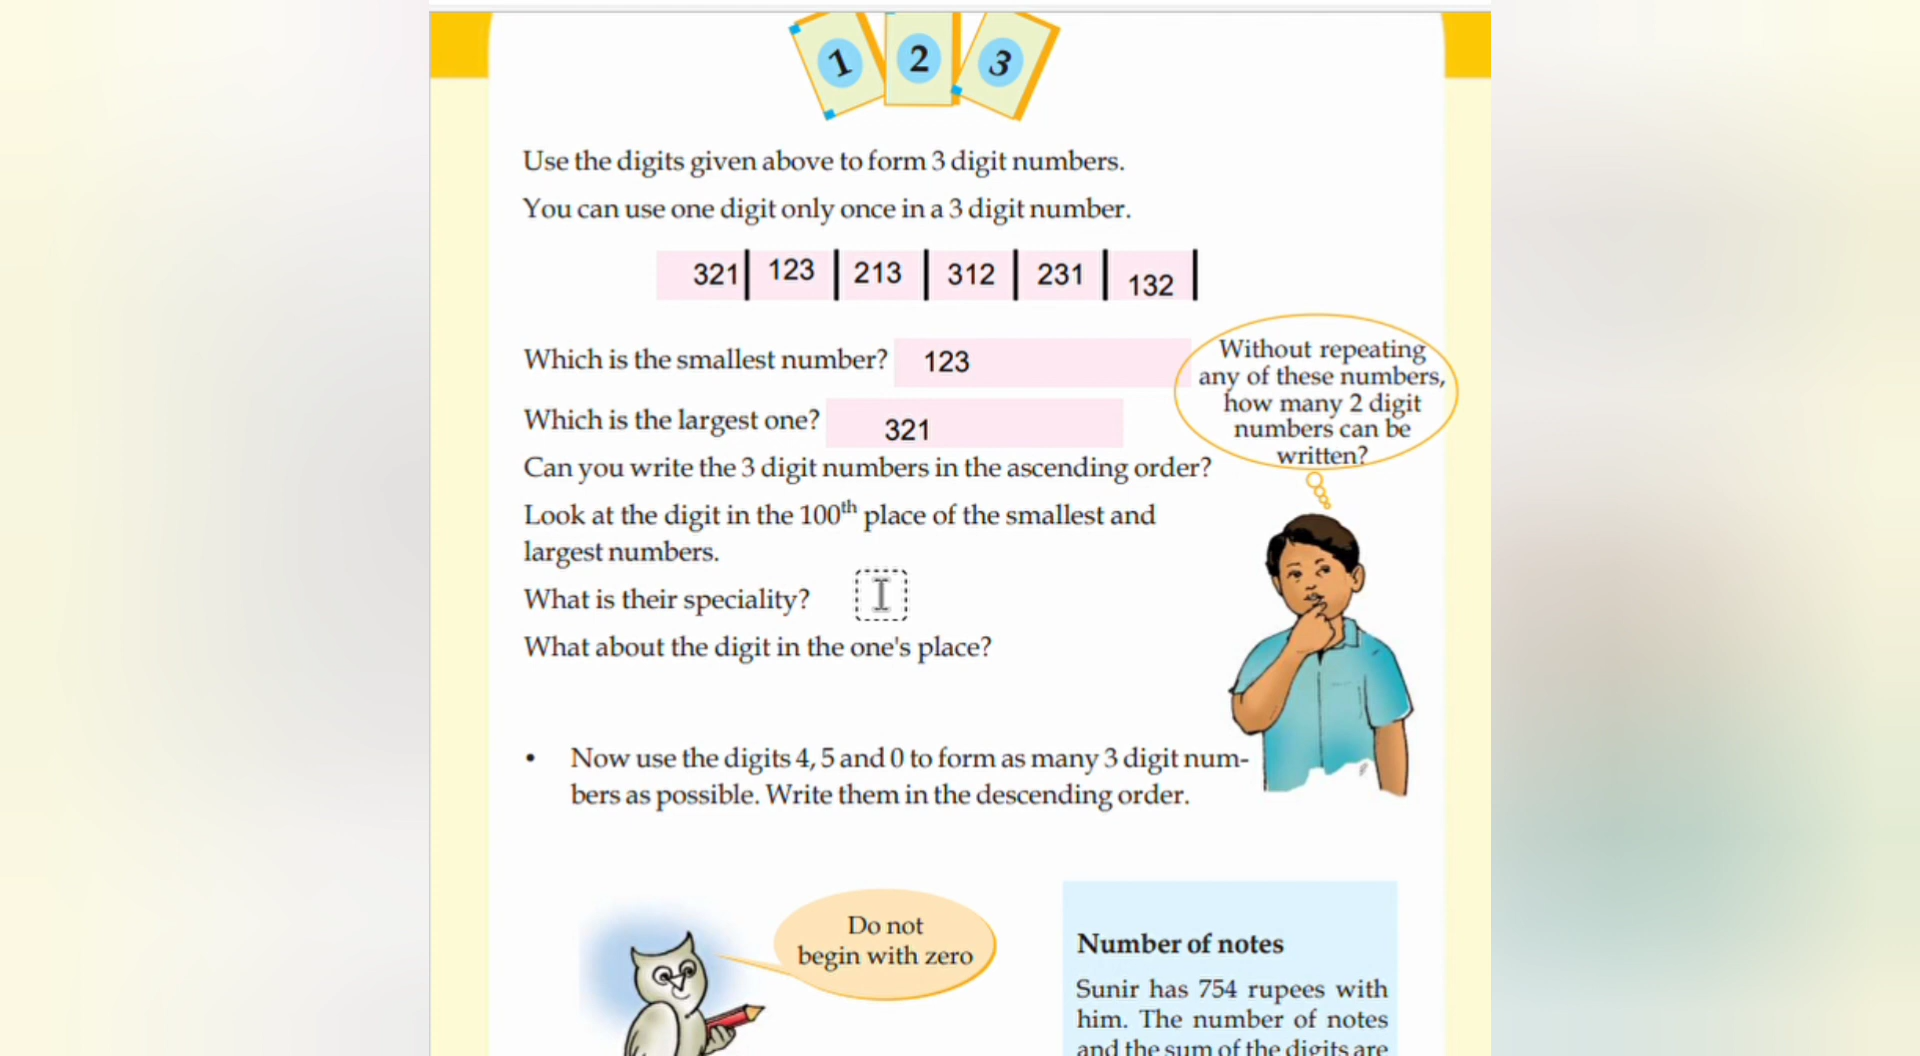 1 2 3
Use the digits given above to form 3 digit numbers.
You can use one digit only once in a 3 digit number.
321 123 213 312 231 132
Which is the smallest number? 123
Which is the largest one? 321
Can you write the 3 digit numbers in the ascending order?
Look at the digit in the 100th place of the smallest and
largest numbers.
What is their speciality?
What about the digit in the one's place?
Without repeating
any of these numbers,
how many 2 digit
numbers can be
written?
• Now use the digits 4, 5 and 0 to form as many 3 digit num-
bers as possible. Write them in the descending order.
Do not
begin with zero
Number of notes
Sunir has 754 rupees with
him. The number of notes
and the sum of the digits are